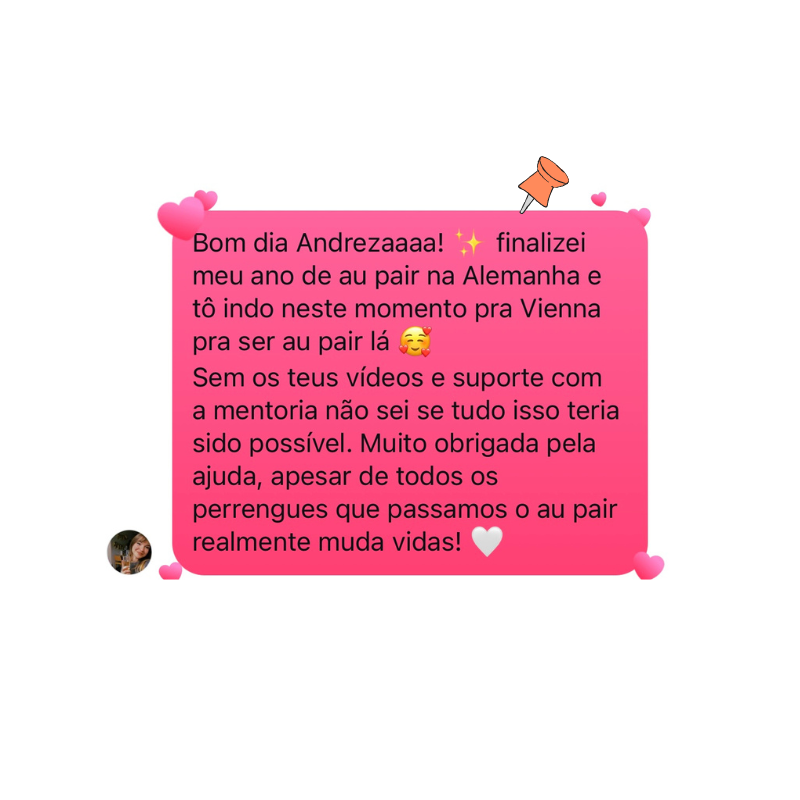 Bom dia Andrezaaaa! ✨ finalizei
meu ano de au pair na Alemanha e
tô indo neste momento pra Vienna
pra ser au pair lá 🥰
Sem os teus vídeos e suporte com
a mentoria não sei se tudo isso teria
sido possível. Muito obrigada pela
ajuda, apesar de todos os
perrengues que passamos o au pair
realmente muda vidas! 🤍